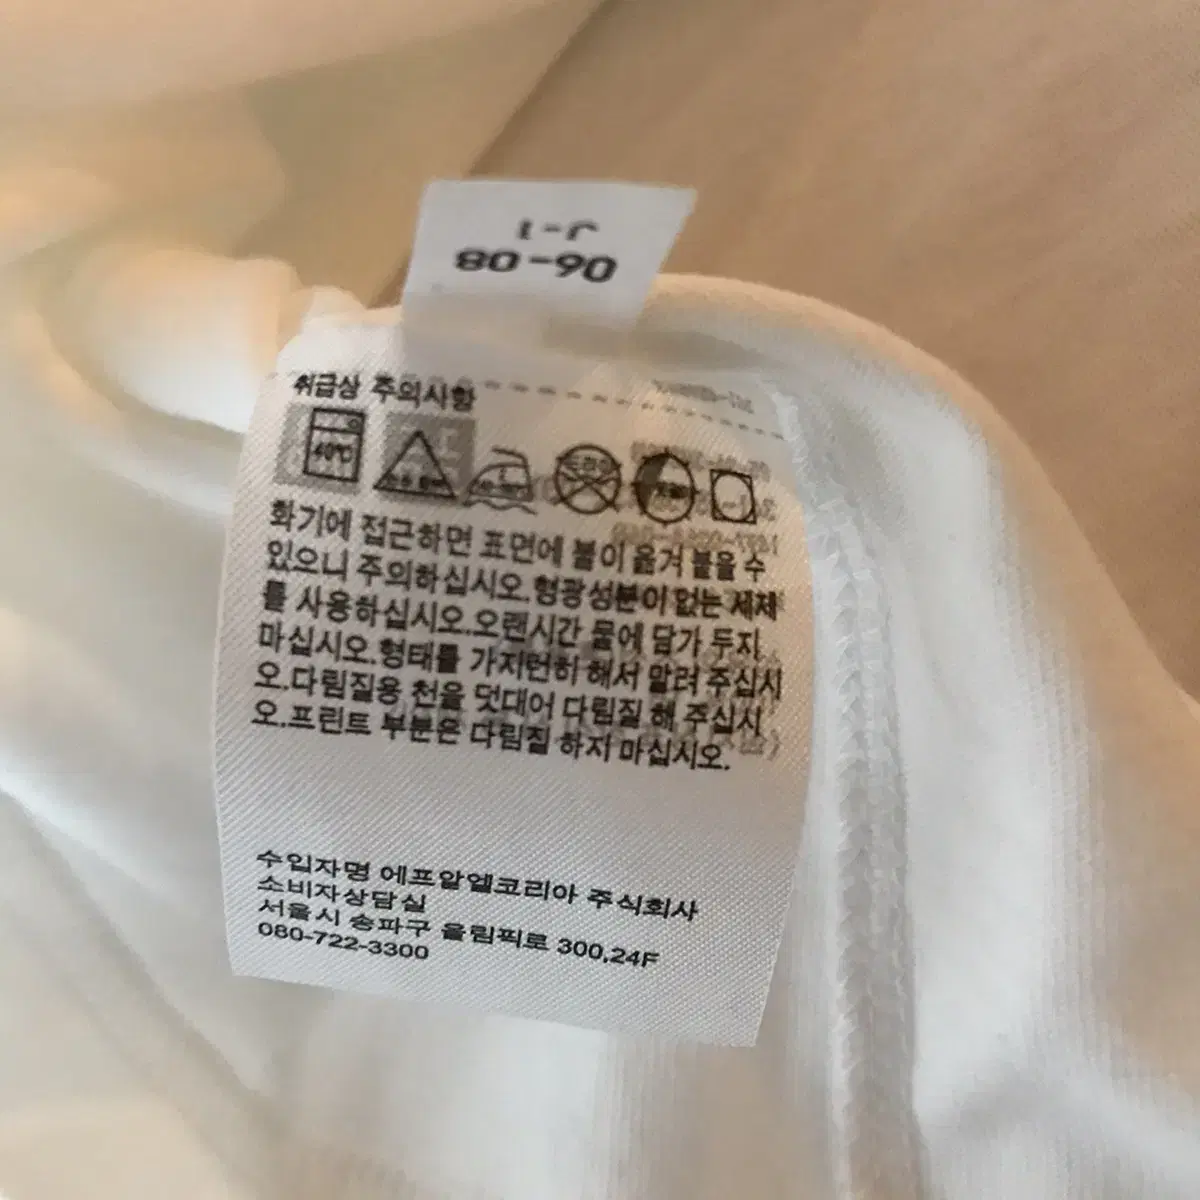 J-1
06-08
취급상 주의사항
40℃
화기에 접근하면 표면에 불이 옮겨 붙을 수
있으니 주의하십시오.형광성분이없는 세제
를 사용하십시오.오랜시간 물에 담가 두지
마십시오.형태를 가지런히 해서 말려 주십시
오.다림질용 천을 덧대어 다림질 해 주십시
오.프린트 부분은 다림질 하지 마십시오.
수입자명 에프알엘코리아 주식회사
소비자상담실
서울시 송파구 올림픽로 300,24F
080-722-3300